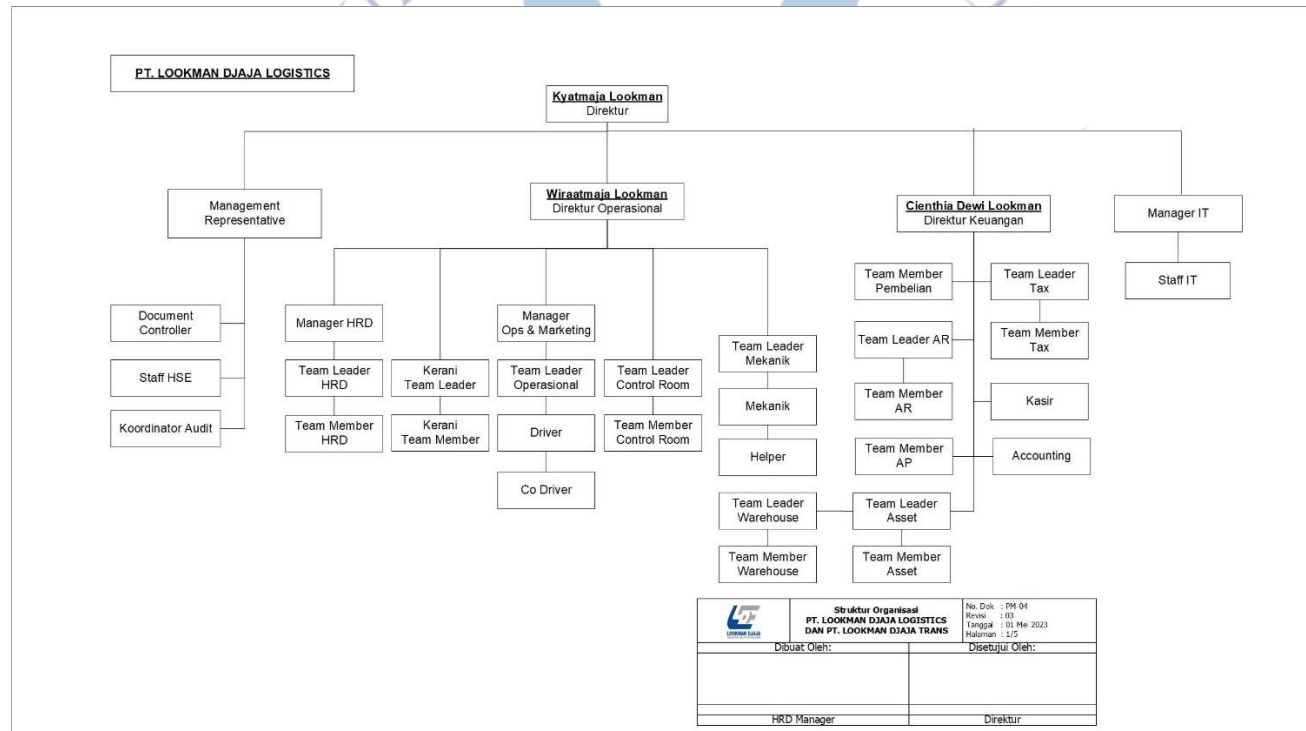 PT. LOOKMAN DJAJA LOGISTICS
Kyatmaja Lookman
Direktur
Management
Representative
Wiraatmaja Lookman
Direktur Operasional
Cienthia Dewi Lookman
Direktur Keuangan
Manager IT
Staff IT
Document
Controller
Staff HSE
Koordinator Audit
Manager HRD
Team Leader
HRD
Team Member
HRD
Kerani
Team Leader
Kerani
Team Member
Manager
Ops & Marketing
Team Leader
Operasional
Driver
Co Driver
Team Leader
Control Room
Team Member
Control Room
Team Leader
Mekanik
Mekanik
Helper
Team Member
Pembelian
Team Leader
Tax
Team Member
Tax
Team Leader AR
Team Member
AR
Kasir
Team Member
AP
Accounting
Team Leader
Warehouse
Team Leader
Asset
Team Member
Warehouse
Team Member
Asset
LOOKMAN DJAJA
Struktur Organisasi
PT. LOOKMAN DJAJA LOGISTICS
DAN PT. LOOKMAN DJAJA TRANS
No. Dok : PM-04
Revisi : 03
Tanggal : 01 Mei 2023
Halaman : 1/5
Dibuat Oleh:
Disetujui Oleh:
HRD Manager
Direktur